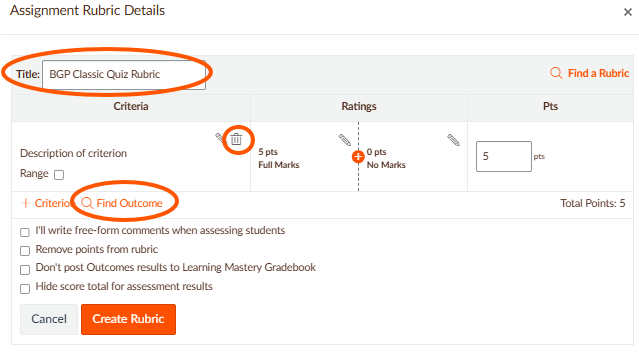 Assignment Rubric Details
Title: BGP Classic Quiz Rubric
Find a Rubric
Criteria Ratings Pts
Description of criterion
Range
5 pts
Full Marks
0 pts
No Marks
5 pts
+ Criterion Find Outcome Total Points: 5
I'll write free-form comments when assessing students
Remove points from rubric
Don't post Outcomes results to Learning Mastery Gradebook
Hide score total for assessment results
Cancel Create Rubric